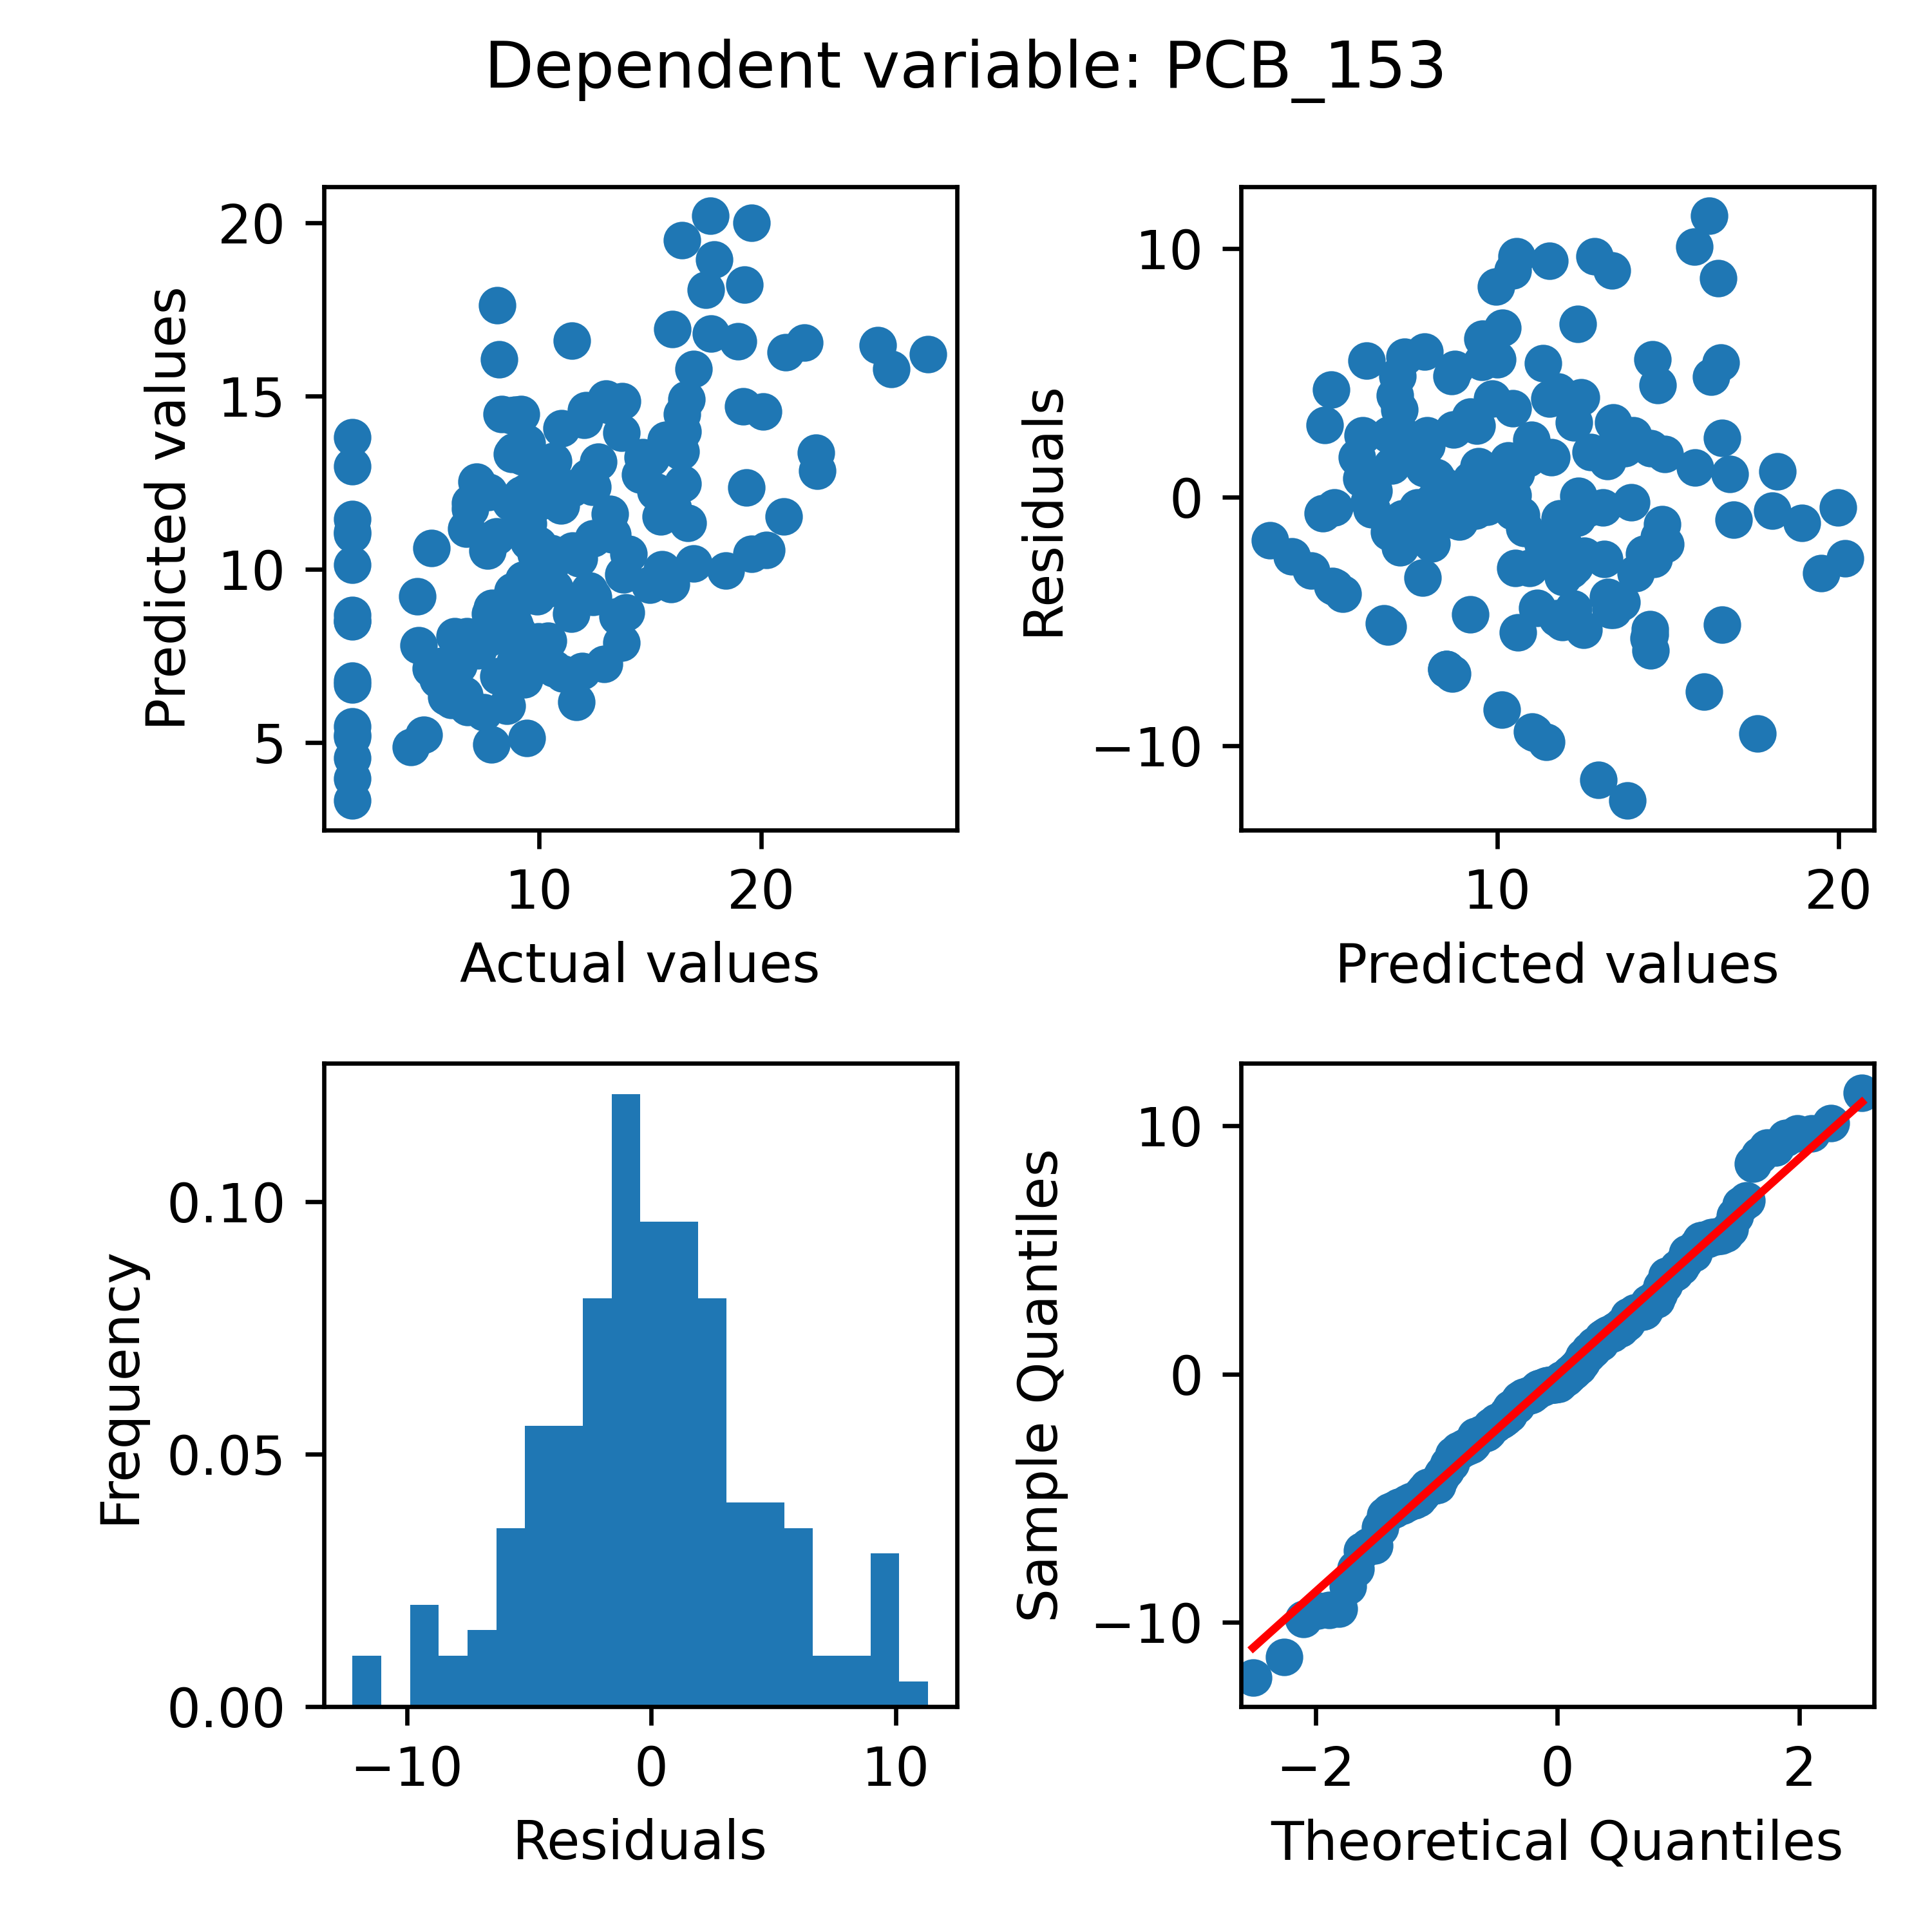 Dependent variable: PCB_153
20
15
10
5
Predicted values
10 20
Actual values
10
0
−10
Residuals
10 20
Predicted values
0.10
0.05
0.00
Frequency
−10 0 10
Residuals
10
0
−10
Sample Quantiles
−2 0 2
Theoretical Quantiles